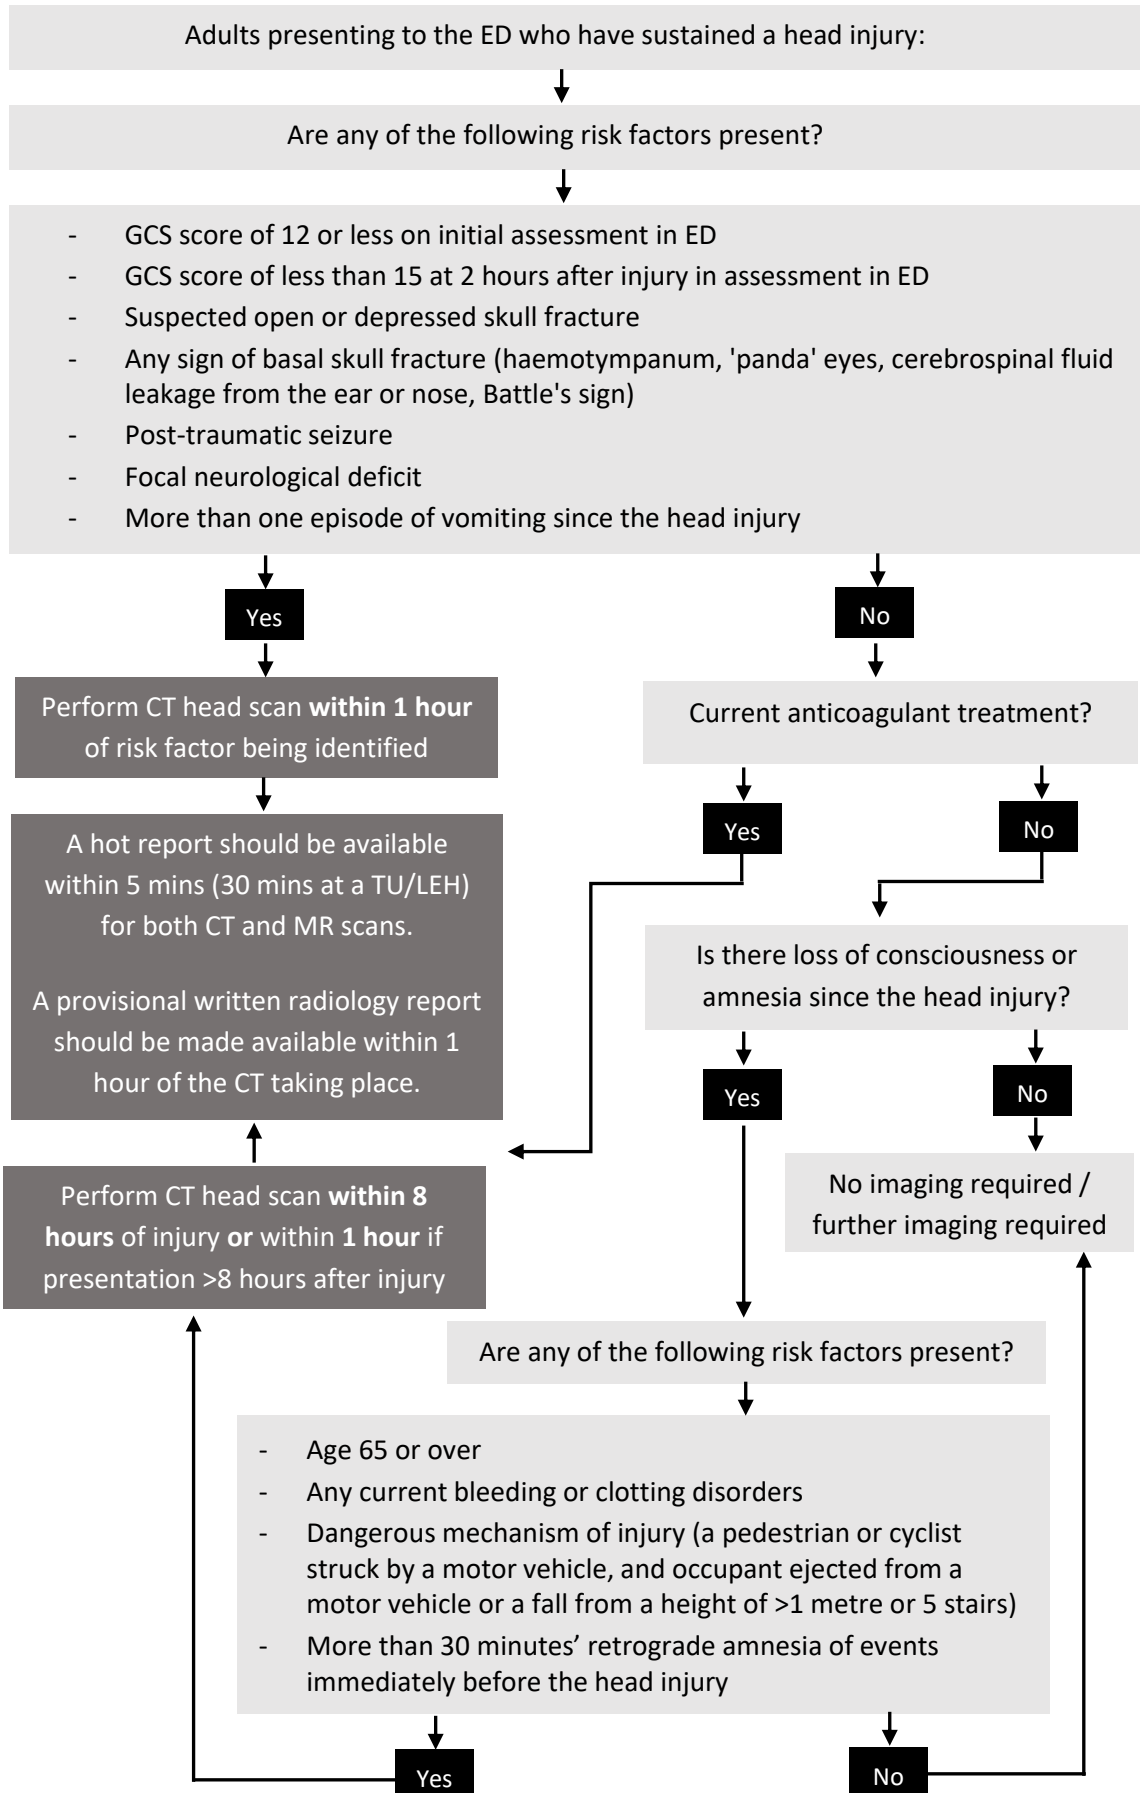 Adults presenting to the ED who have sustained a head injury:
Are any of the following risk factors present?
- GCS score of 12 or less on initial assessment in ED
- GCS score of less than 15 at 2 hours after injury in assessment in ED
- Suspected open or depressed skull fracture
- Any sign of basal skull fracture (haemotympanum, 'panda' eyes, cerebrospinal fluid
leakage from the ear or nose, Battle's sign)
- Post-traumatic seizure
- Focal neurological deficit
- More than one episode of vomiting since the head injury
Yes
No
Perform CT head scan within 1 hour
of risk factor being identified
Current anticoagulant treatment?
Yes
No
A hot report should be available
within 5 mins (30 mins at a TU/LEH)
for both CT and MR scans.
A provisional written radiology report
should be made available within 1
hour of the CT taking place.
Is there loss of consciousness or
amnesia since the head injury?
Yes
No
Perform CT head scan within 8
hours of injury or within 1 hour if
presentation >8 hours after injury
No imaging required /
further imaging required
Are any of the following risk factors present?
- Age 65 or over
- Any current bleeding or clotting disorders
- Dangerous mechanism of injury (a pedestrian or cyclist
struck by a motor vehicle, and occupant ejected from a
motor vehicle or a fall from a height of >1 metre or 5 stairs)
- More than 30 minutes’ retrograde amnesia of events
immediately before the head injury
Yes
No